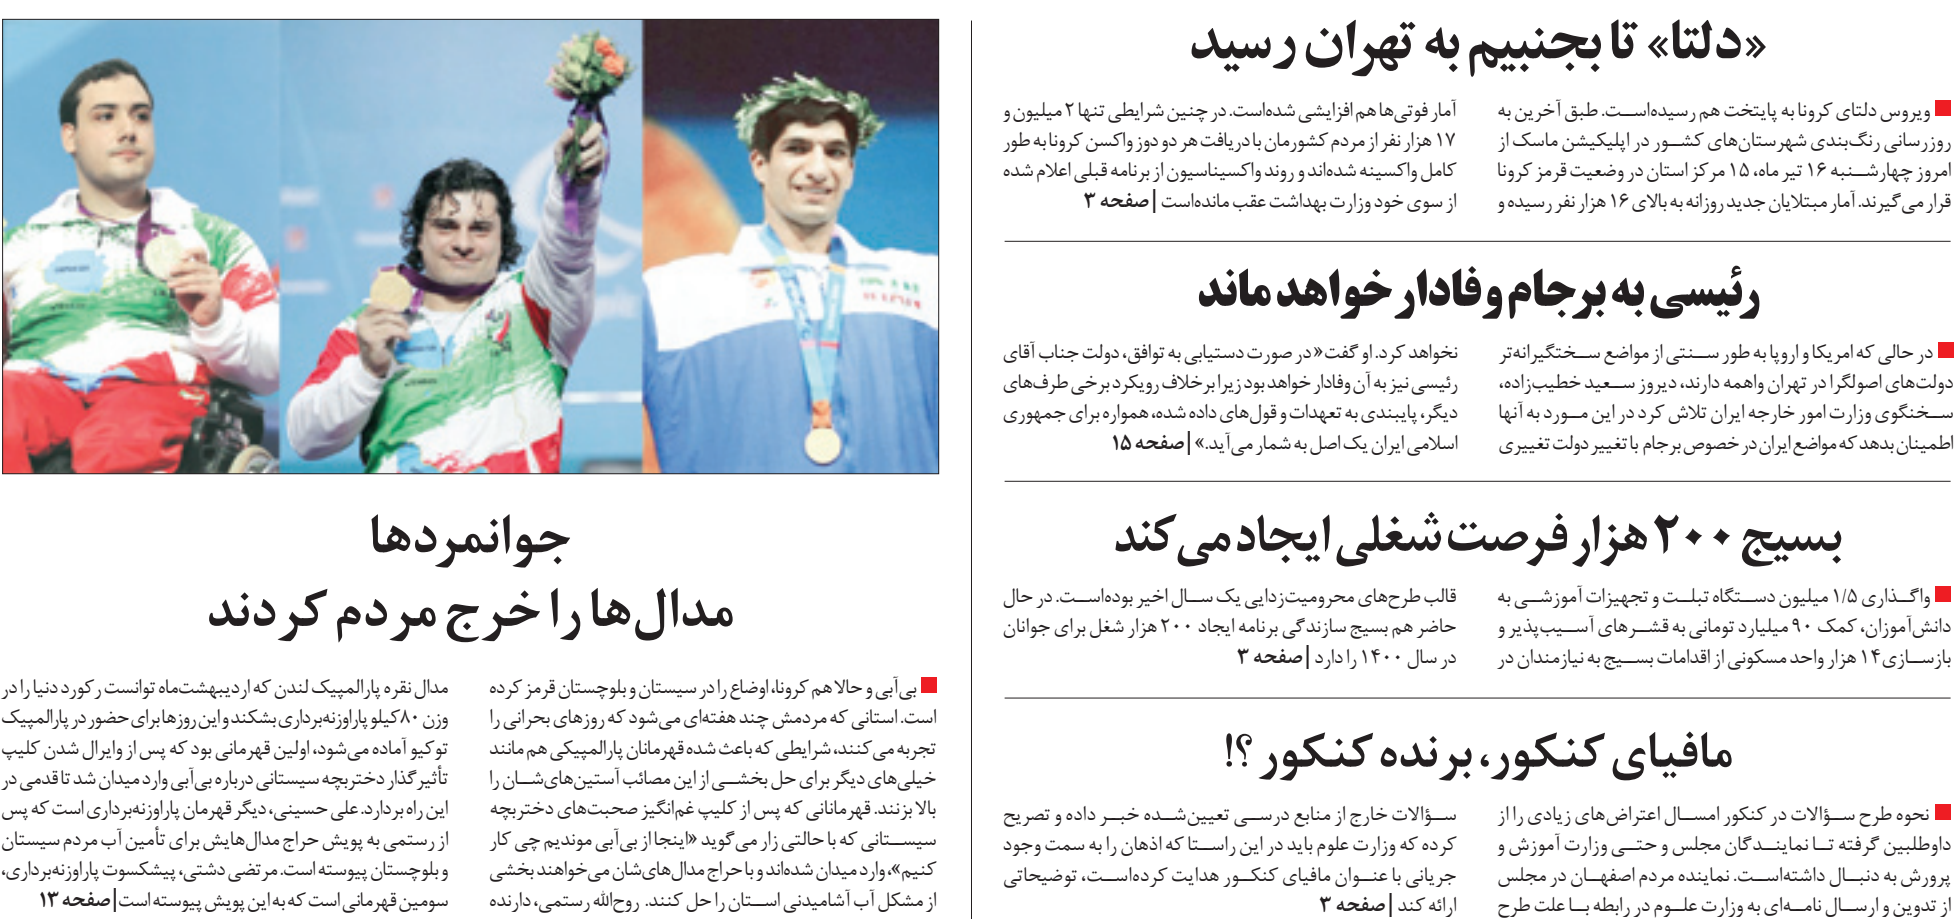 «دلتا» تا بجنبیم به تهران رسید
ویروس دلتای کرونا به پایتخت هم رسیده‌است. طبق آخرین به
روزرسانی رنگ‌بندی شهرستان‌های کشور در اپلیکیشن ماسک از
امروز چهارشنبه ۱۶ تیر ماه، ۱۵ مرکز استان در وضعیت قرمز کرونا
قرار می‌گیرند. آمار مبتلایان جدید روزانه به بالای ۱۶ هزار نفر رسیده و
آمار فوتی‌ها هم افزایشی شده‌است. در چنین شرایطی تنها ۲ میلیون و
۱۷ هزار نفر از مردم کشورمان با دریافت هر دو دوز واکسن کرونا به طور
کامل واکسینه شده‌اند و روند واکسیناسیون از برنامه قبلی اعلام شده
از سوی خود وزارت بهداشت عقب مانده‌است | صفحه ۳
رئیسی به برجام وفادار خواهد ماند
در حالی که امریکا و اروپا به طور سنتی از مواضع سختگیرانه‌تر
دولت‌های اصولگرا در تهران واهمه دارند، دیروز سعید خطیب‌زاده،
سخنگوی وزارت امور خارجه ایران تلاش کرد در این مورد به آنها
اطمینان بدهد که مواضع ایران در خصوص برجام با تغییر دولت تغییری
نخواهد کرد. او گفت «در صورت دستیابی به توافق، دولت جناب آقای
رئیسی نیز به آن وفادار خواهد بود زیرا برخلاف رویکرد برخی طرف‌های
دیگر، پایبندی به تعهدات و قول‌های داده شده، همواره برای جمهوری
اسلامی ایران یک اصل به شمار می‌آید.» | صفحه ۱۵
بسیج ۲۰۰ هزار فرصت شغلی ایجاد می‌کند
واگذاری ۱/۵ میلیون دستگاه تبلت و تجهیزات آموزشی به
دانش‌آموزان، کمک ۹۰ میلیارد تومانی به قشرهای آسیب‌پذیر و
بازسازی ۱۴ هزار واحد مسکونی از اقدامات بسیج به نیازمندان در
قالب طرح‌های محرومیت‌زدایی یک سال اخیر بوده‌است. در حال
حاضر هم بسیج سازندگی برنامه ایجاد ۲۰۰ هزار شغل برای جوانان
در سال ۱۴۰۰ را دارد | صفحه ۳
مافیای کنکور، برنده کنکور ؟!
نحوه طرح سؤالات در کنکور امسال اعتراض‌های زیادی را از
داوطلبین گرفته تا نمایندگان مجلس و حتی وزارت آموزش و
پرورش به دنبال داشته‌است. نماینده مردم اصفهان در مجلس
از تدوین و ارسال نامه‌ای به وزارت علوم در رابطه با علت طرح
سؤالات خارج از منابع درسی تعیین‌شده خبر داده و تصریح
کرده که وزارت علوم باید در این راستا که اذهان را به سمت وجود
جریانی با عنوان مافیای کنکور هدایت کرده‌است، توضیحاتی
ارائه کند | صفحه ۳
جوانمردها
مدال‌ها را خرج مردم کردند
بی‌آبی و حالا هم کرونا، اوضاع را در سیستان و بلوچستان قرمز کرده
است. استانی که مردمش چند هفته‌ای می‌شود که روزهای بحرانی را
تجربه می‌کنند، شرایطی که باعث شده قهرمانان پارالمپیکی هم مانند
خیلی‌های دیگر برای حل بخشی از این مصائب آستین‌های‌شان را
بالا بزنند. قهرمانانی که پس از کلیپ غم‌انگیز صحبت‌های دختربچه
سیستانی که با حالتی زار می‌گوید «اینجا از بی‌آبی موندیم چی کار
کنیم»، وارد میدان شده‌اند و با حراج مدال‌های‌شان می‌خواهند بخشی
از مشکل آب آشامیدنی استان را حل کنند. روح‌الله رستمی، دارنده
مدال نقره پارالمپیک لندن که اردیبهشت‌ماه توانست رکورد دنیا را در
وزن ۸۰ کیلو پاراوزنه‌برداری بشکند و این روزها برای حضور در پارالمپیک
توکیو آماده می‌شود، اولین قهرمانی بود که پس از وایرال شدن کلیپ
تأثیرگذار دختربچه سیستانی درباره بی‌آبی وارد میدان شد تا قدمی در
این راه بردارد. علی حسینی، دیگر قهرمان پاراوزنه‌برداری است که پس
از رستمی به پویش حراج مدال‌هایش برای تأمین آب مردم سیستان
و بلوچستان پیوسته است. مرتضی دشتی، پیشکسوت پاراوزنه‌برداری،
سومین قهرمانی است که به این پویش پیوسته است | صفحه ۱۳